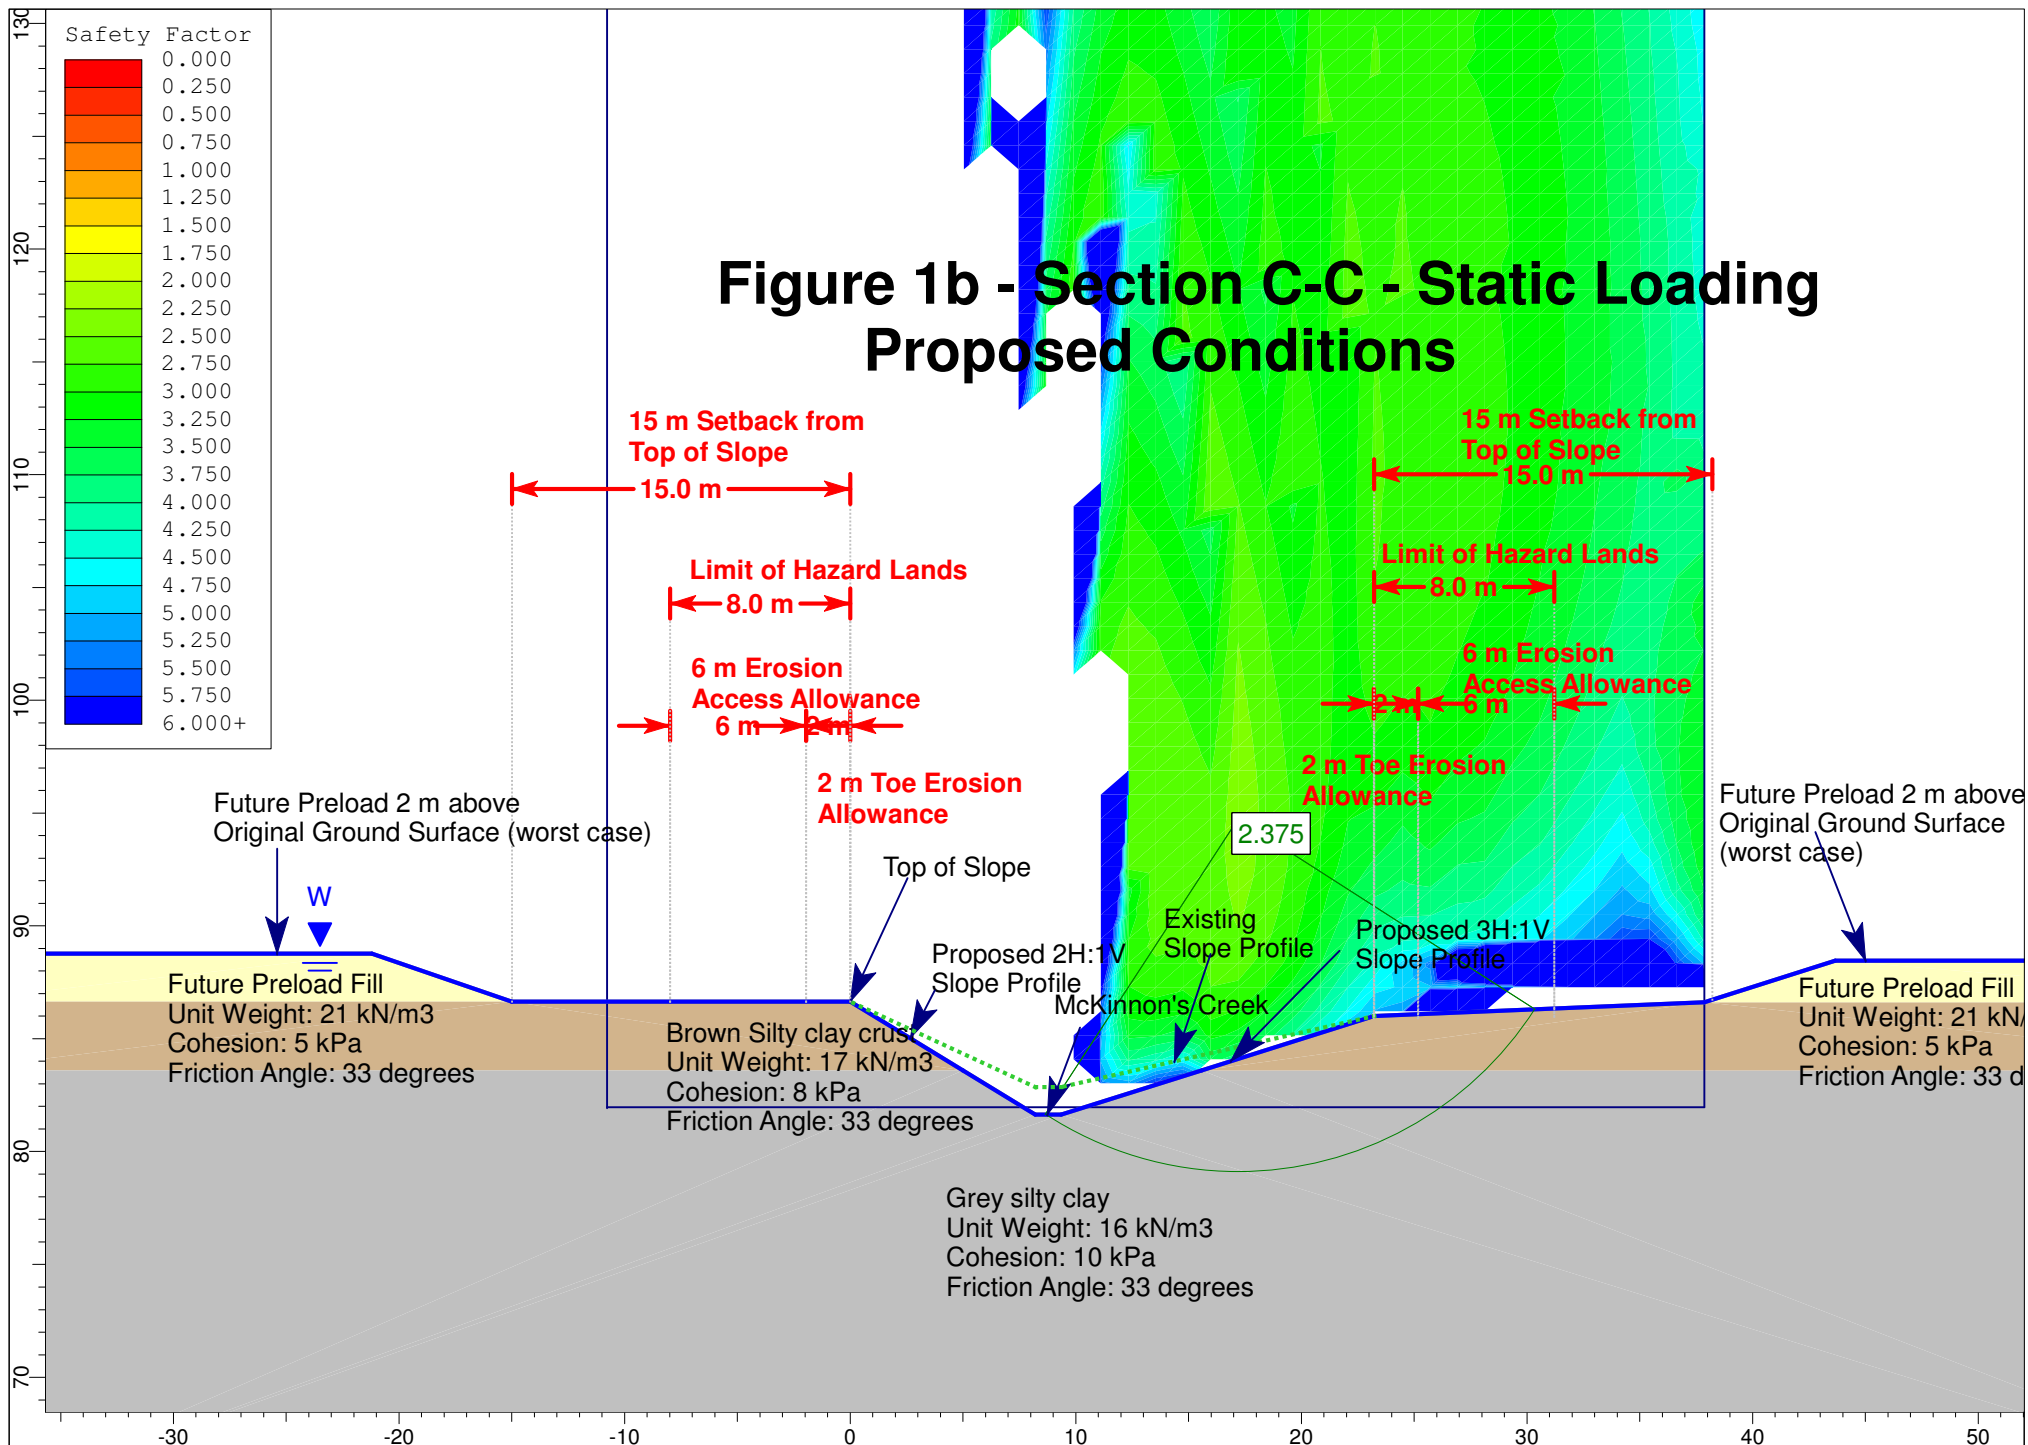 Safety Factor
0.000
0.250
0.500
0.750
1.000
1.250
1.500
1.750
2.000
2.250
2.500
2.750
3.000
3.250
3.500
3.750
4.000
4.250
4.500
4.750
5.000
5.250
5.500
5.750
6.000+
Figure 1b - Section C-C - Static Loading
Proposed Conditions
15 m Setback from
Top of Slope
15.0 m
Limit of Hazard Lands
8.0 m
6 m Erosion
Access Allowance
6 m
2 m
2 m Toe Erosion
Allowance
15 m Setback from
Top of Slope
15.0 m
Limit of Hazard Lands
8.0 m
6 m Erosion
Access Allowance
2 m
6 m
2 m Toe Erosion
Allowance
Future Preload 2 m above
Original Ground Surface (worst case)
W
Top of Slope
2.375
Future Preload 2 m above
Original Ground Surface
(worst case)
Existing
Slope Profile
Proposed 3H:1V
Slope Profile
Proposed 2H:1V
Slope Profile
McKinnon's Creek
Future Preload Fill
Unit Weight: 21 kN/m3
Cohesion: 5 kPa
Friction Angle: 33 degrees
Brown Silty clay crust
Unit Weight: 17 kN/m3
Cohesion: 8 kPa
Friction Angle: 33 degrees
Future Preload Fill
Unit Weight: 21 kN/
Cohesion: 5 kPa
Friction Angle: 33 d
Grey silty clay
Unit Weight: 16 kN/m3
Cohesion: 10 kPa
Friction Angle: 33 degrees
130
120
110
100
90
80
70
-30
-20
-10
0
10
20
30
40
50